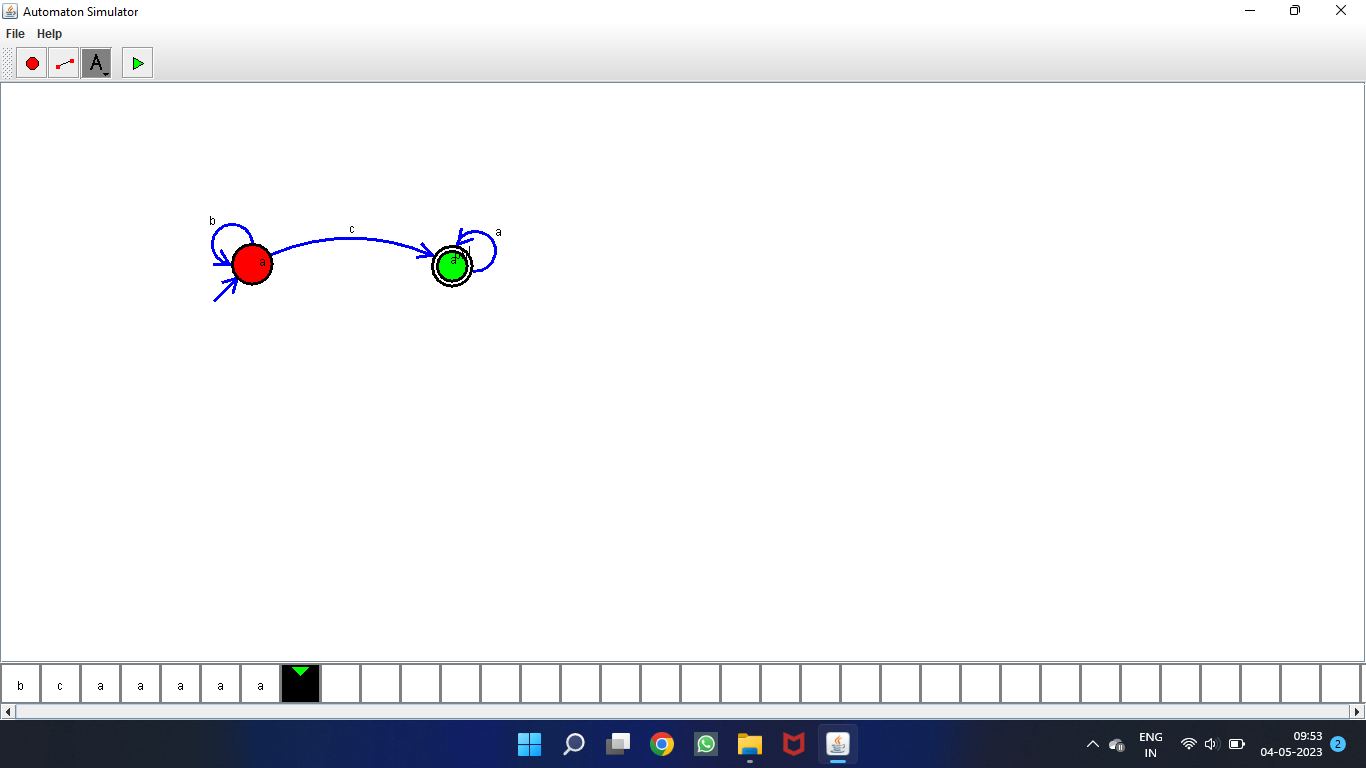 Automaton Simulator
File Help
A
b
c
a
a
a
b c a a a a a
ENG
IN
09:53
04-05-2023
2